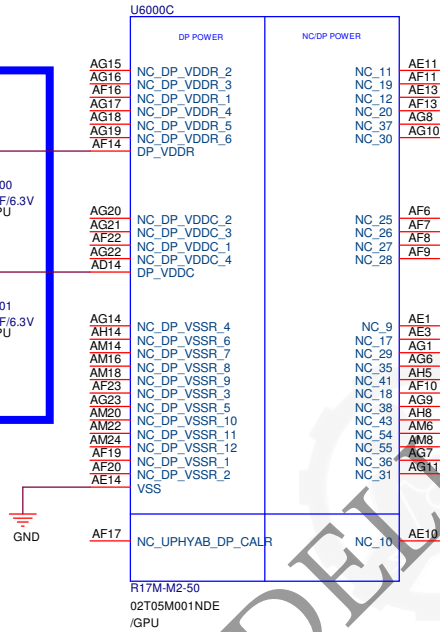 U6000C
DP POWER NC/DP POWER
AG15 NC_DP_VDDR_2 NC_11 AE11
AG16 NC_DP_VDDR_3 NC_19 AF11
AF16 NC_DP_VDDR_1 NC_12 AE13
AG17 NC_DP_VDDR_4 NC_20 AF13
AG18 NC_DP_VDDR_5 NC_37 AG8
AG19 NC_DP_VDDR_6 NC_30 AG10
AF14 DP_VDDR
00
F/6.3V
PU
AG20 NC_DP_VDDC_2 NC_25 AF6
AG21 NC_DP_VDDC_3 NC_26 AF7
AF22 NC_DP_VDDC_1 NC_27 AF8
AG22 NC_DP_VDDC_4 NC_28 AF9
AD14 DP_VDDC
01
F/6.3V
PU
AG14 NC_DP_VSSR_4 NC_9 AE1
AH14 NC_DP_VSSR_6 NC_17 AE3
AM14 NC_DP_VSSR_7 NC_29 AG1
AM16 NC_DP_VSSR_8 NC_35 AG6
AM18 NC_DP_VSSR_9 NC_41 AH5
AF23 NC_DP_VSSR_3 NC_18 AF10
AG23 NC_DP_VSSR_5 NC_38 AG9
AM20 NC_DP_VSSR_10 NC_43 AH8
AM22 NC_DP_VSSR_11 NC_54 AM6
AM24 NC_DP_VSSR_12 NC_55 AM8
AF19 NC_DP_VSSR_1 NC_36 AG7
AF20 NC_DP_VSSR_2 NC_31 AG11
AE14 VSS
GND
AF17 NC_UPHYAB_DP_CALR NC_10 AE10
R17M-M2-50
02T05M001NDE
/GPU
DELL